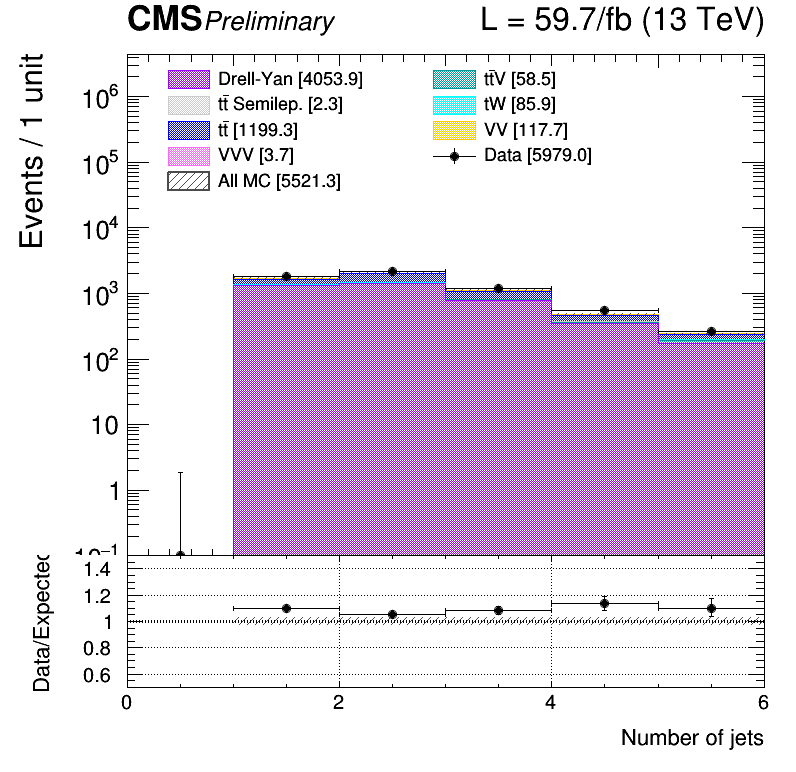 CMS Preliminary L = 59.7/fb (13 TeV)
Events / 1 unit
Drell-Yan [4053.9]
tt̄ Semilep. [2.3]
tt̄ [1199.3]
VVV [3.7]
All MC [5521.3]
tt̄V [58.5]
tW [85.9]
VV [117.7]
Data [5979.0]
10⁶
10⁵
10⁴
10³
10²
10
1
10⁻¹
Data/Expected
1.4
1.2
1
0.8
0.6
0 2 4 6
Number of jets